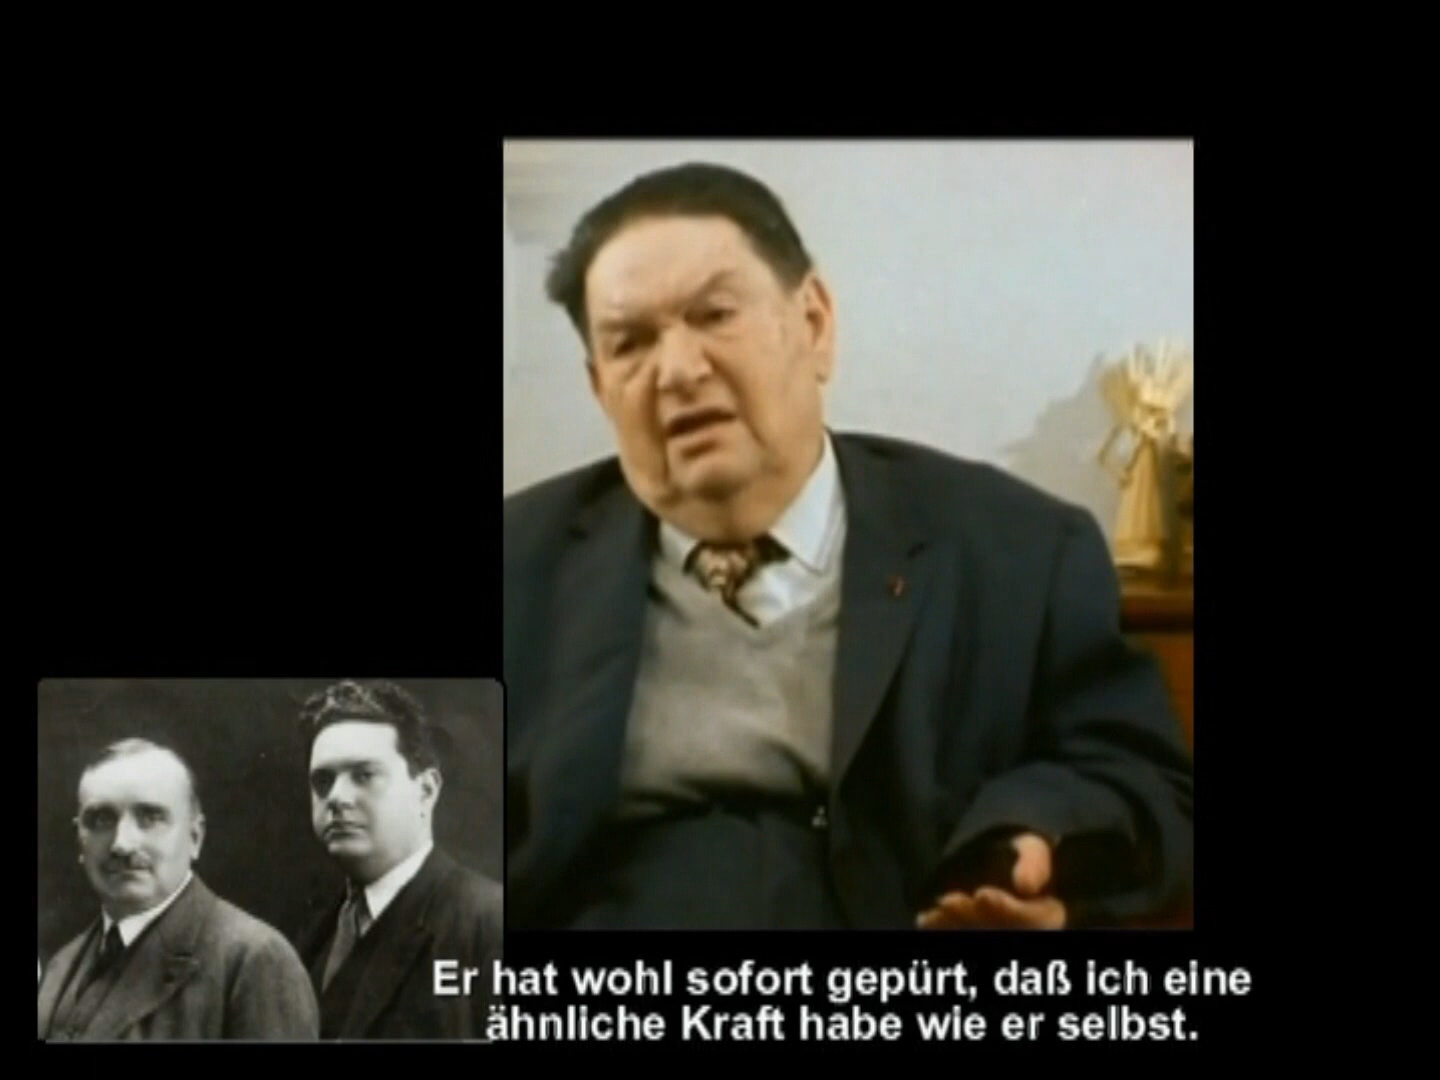 Er hat wohl sofort gepürt, daß ich eine
ähnliche Kraft habe wie er selbst.